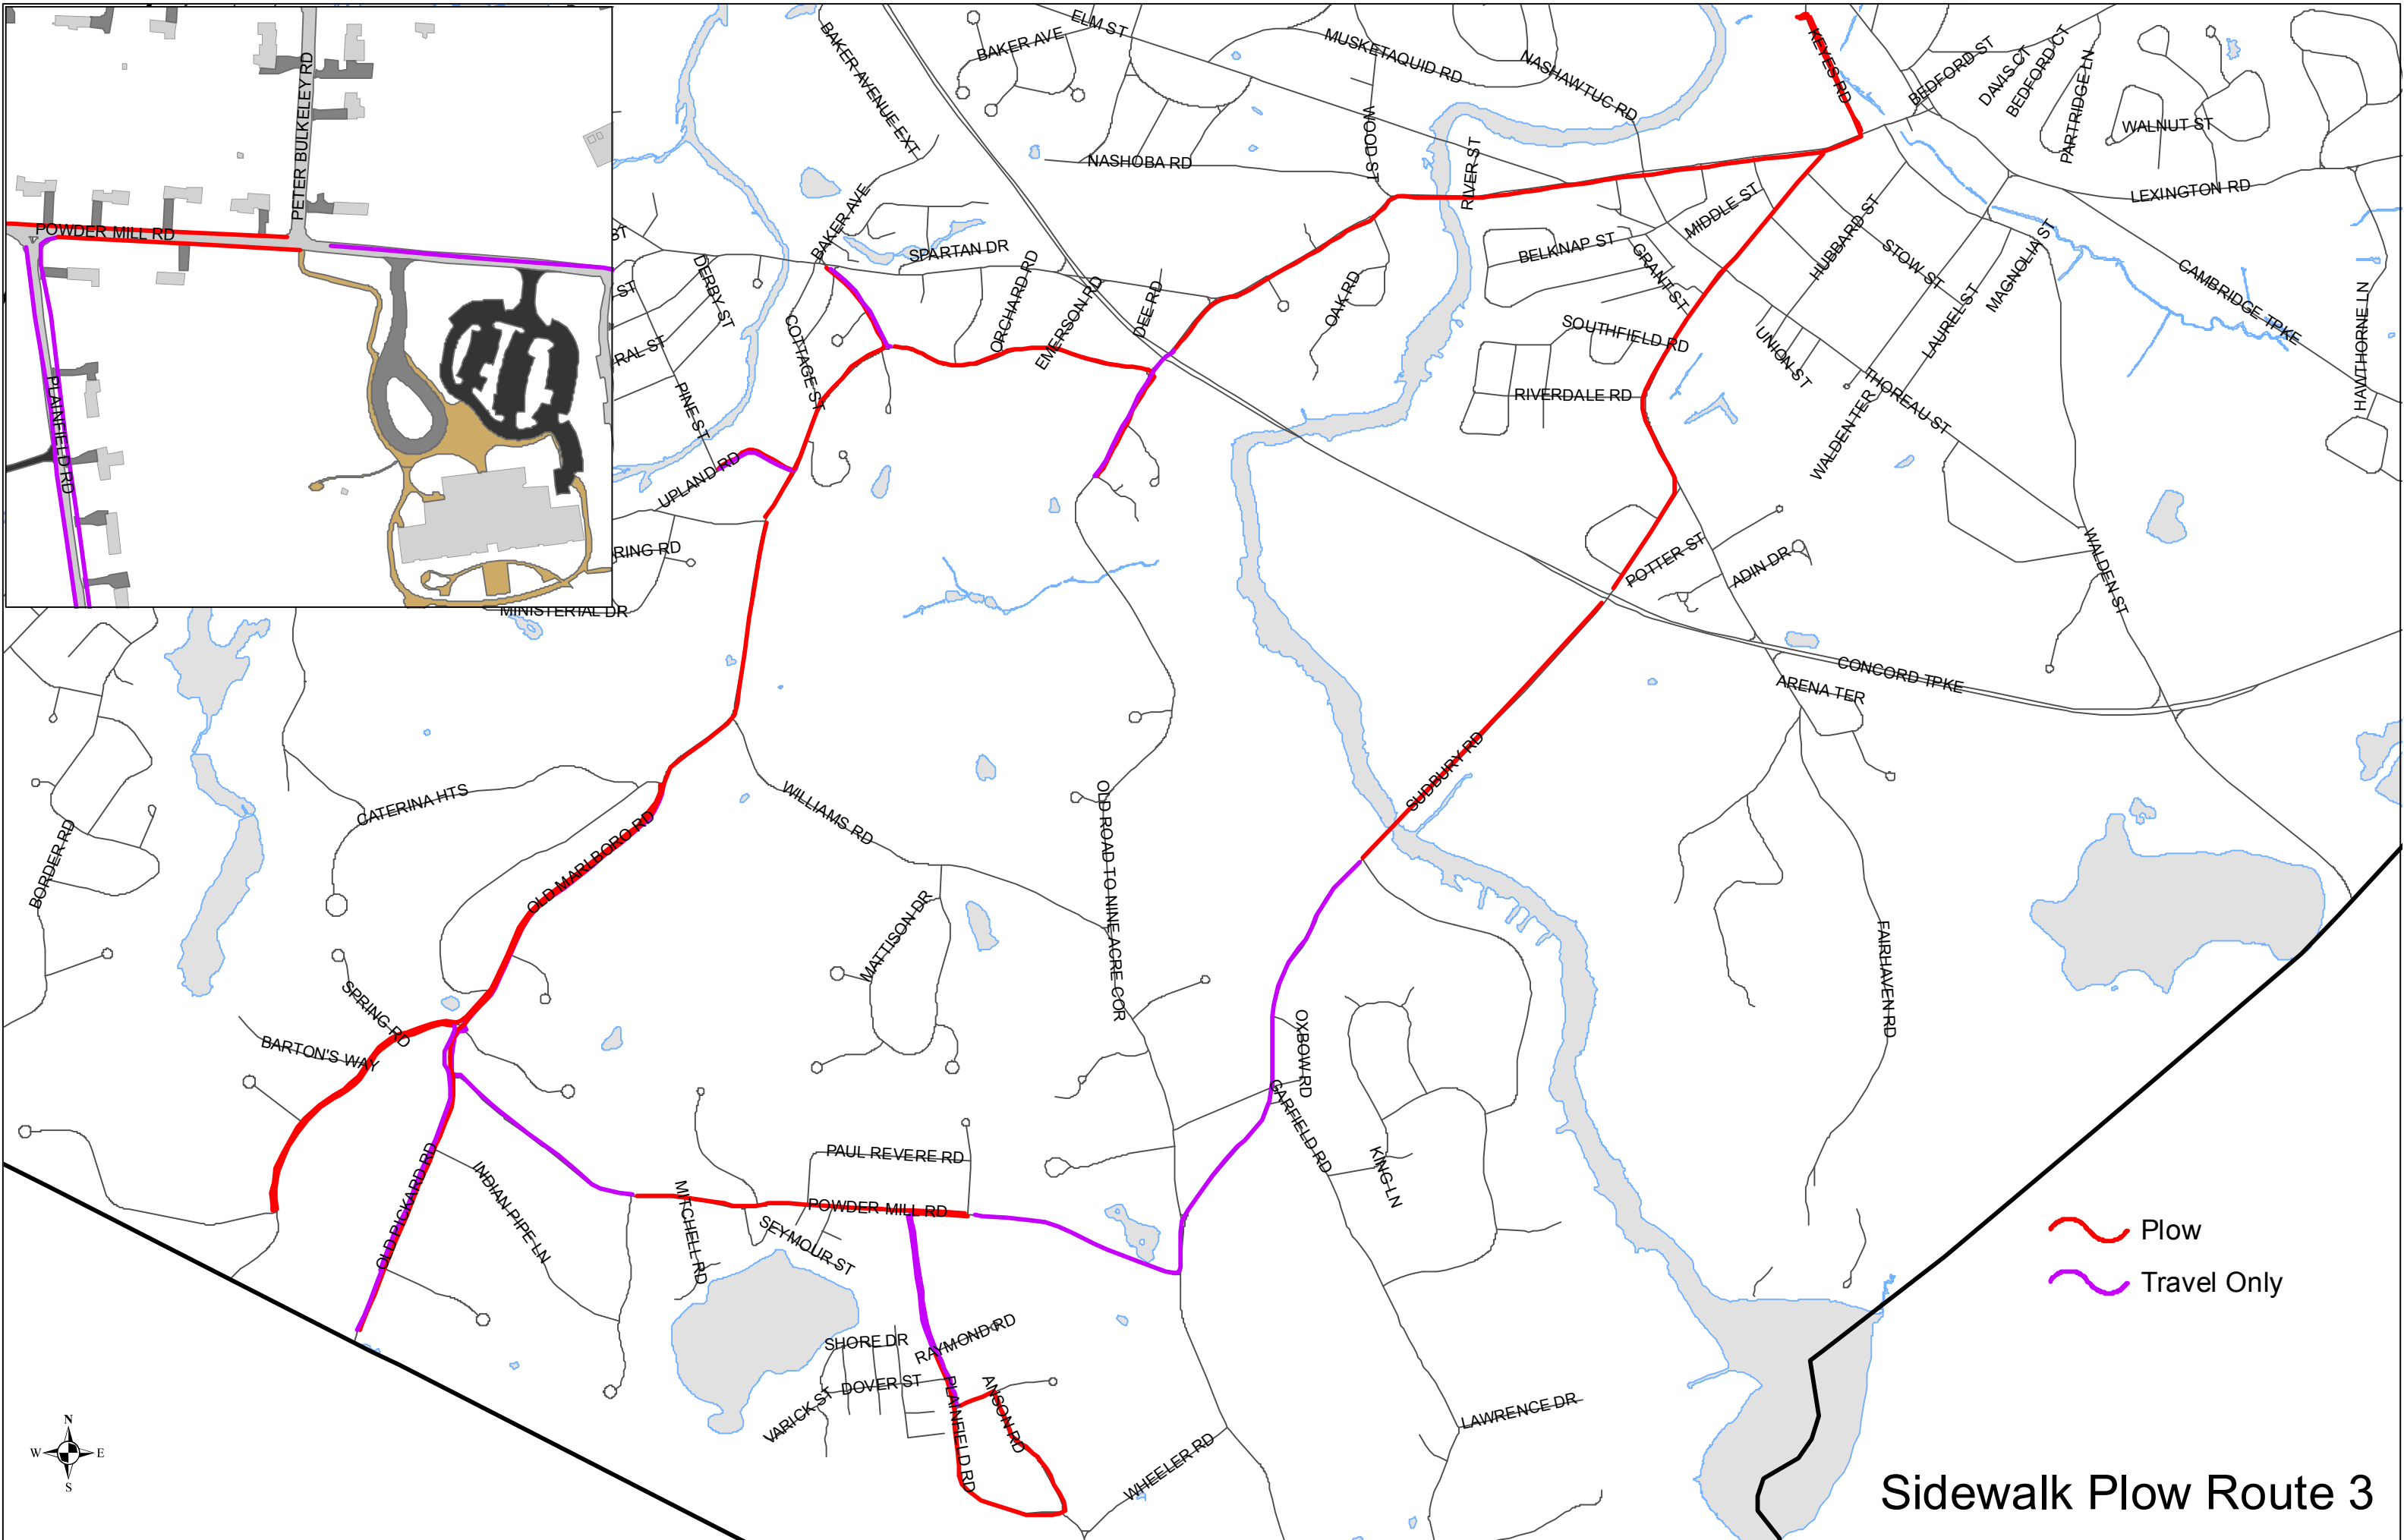 ELM ST
BAKER AVE
BAKER AVENUE EXT
MUSKETAQUID RD
NASHAWTUC RD
KEYES RD
BEDFORD ST
DAVIS CT
BEDFORD CT
PARTRIDGE LN
WALNUT ST
LEXINGTON RD
PETER BULKELEY RD
POWDER MILL RD
PLAINFIELD RD
NASHOBA RD
WOOD ST
RIVER ST
BAKER AVE
SPARTAN DR
DERBY ST
ST
ST
RAL ST
PINE ST
COTTAGE ST
ORCHARD RD
EMERSON RD
DEE RD
OAK RD
BELKNAP ST
MIDDLE ST
GRANT ST
SOUTHFIELD RD
RIVERDALE RD
HUBBARD ST
STOW ST
LAUREL ST
MAGNOLIA ST
CAMBRIDGE TPKE
HAWTHORNE LN
UNION ST
THOREAU ST
WALDEN TER
WALDEN ST
UPLAND RD
RING RD
MINISTERIAL DR
POTTER ST
ADIN DR
CONCORD TPKE
ARENA TER
SUDBURY RD
CATERINA HTS
BORDER RD
OLD MARLBORO RD
WILLIAMS RD
OLD ROAD TO NINE ACRE COR
MATTISON DR
FAIRHAVEN RD
SPRING RD
BARTON'S WAY
OXBOW RD
GARFIELD RD
KING LN
PAUL REVERE RD
OLD PICKARD RD
INDIAN PIPE LN
MITCHELL RD
POWDER MILL RD
SEYMOUR ST
Plow
Travel Only
SHORE DR
RAYMOND RD
DOVER ST
VARICK ST
PLAINFIELD RD
ANSON RD
WHEELER RD
LAWRENCE DR
N
W
E
S
Sidewalk Plow Route 3